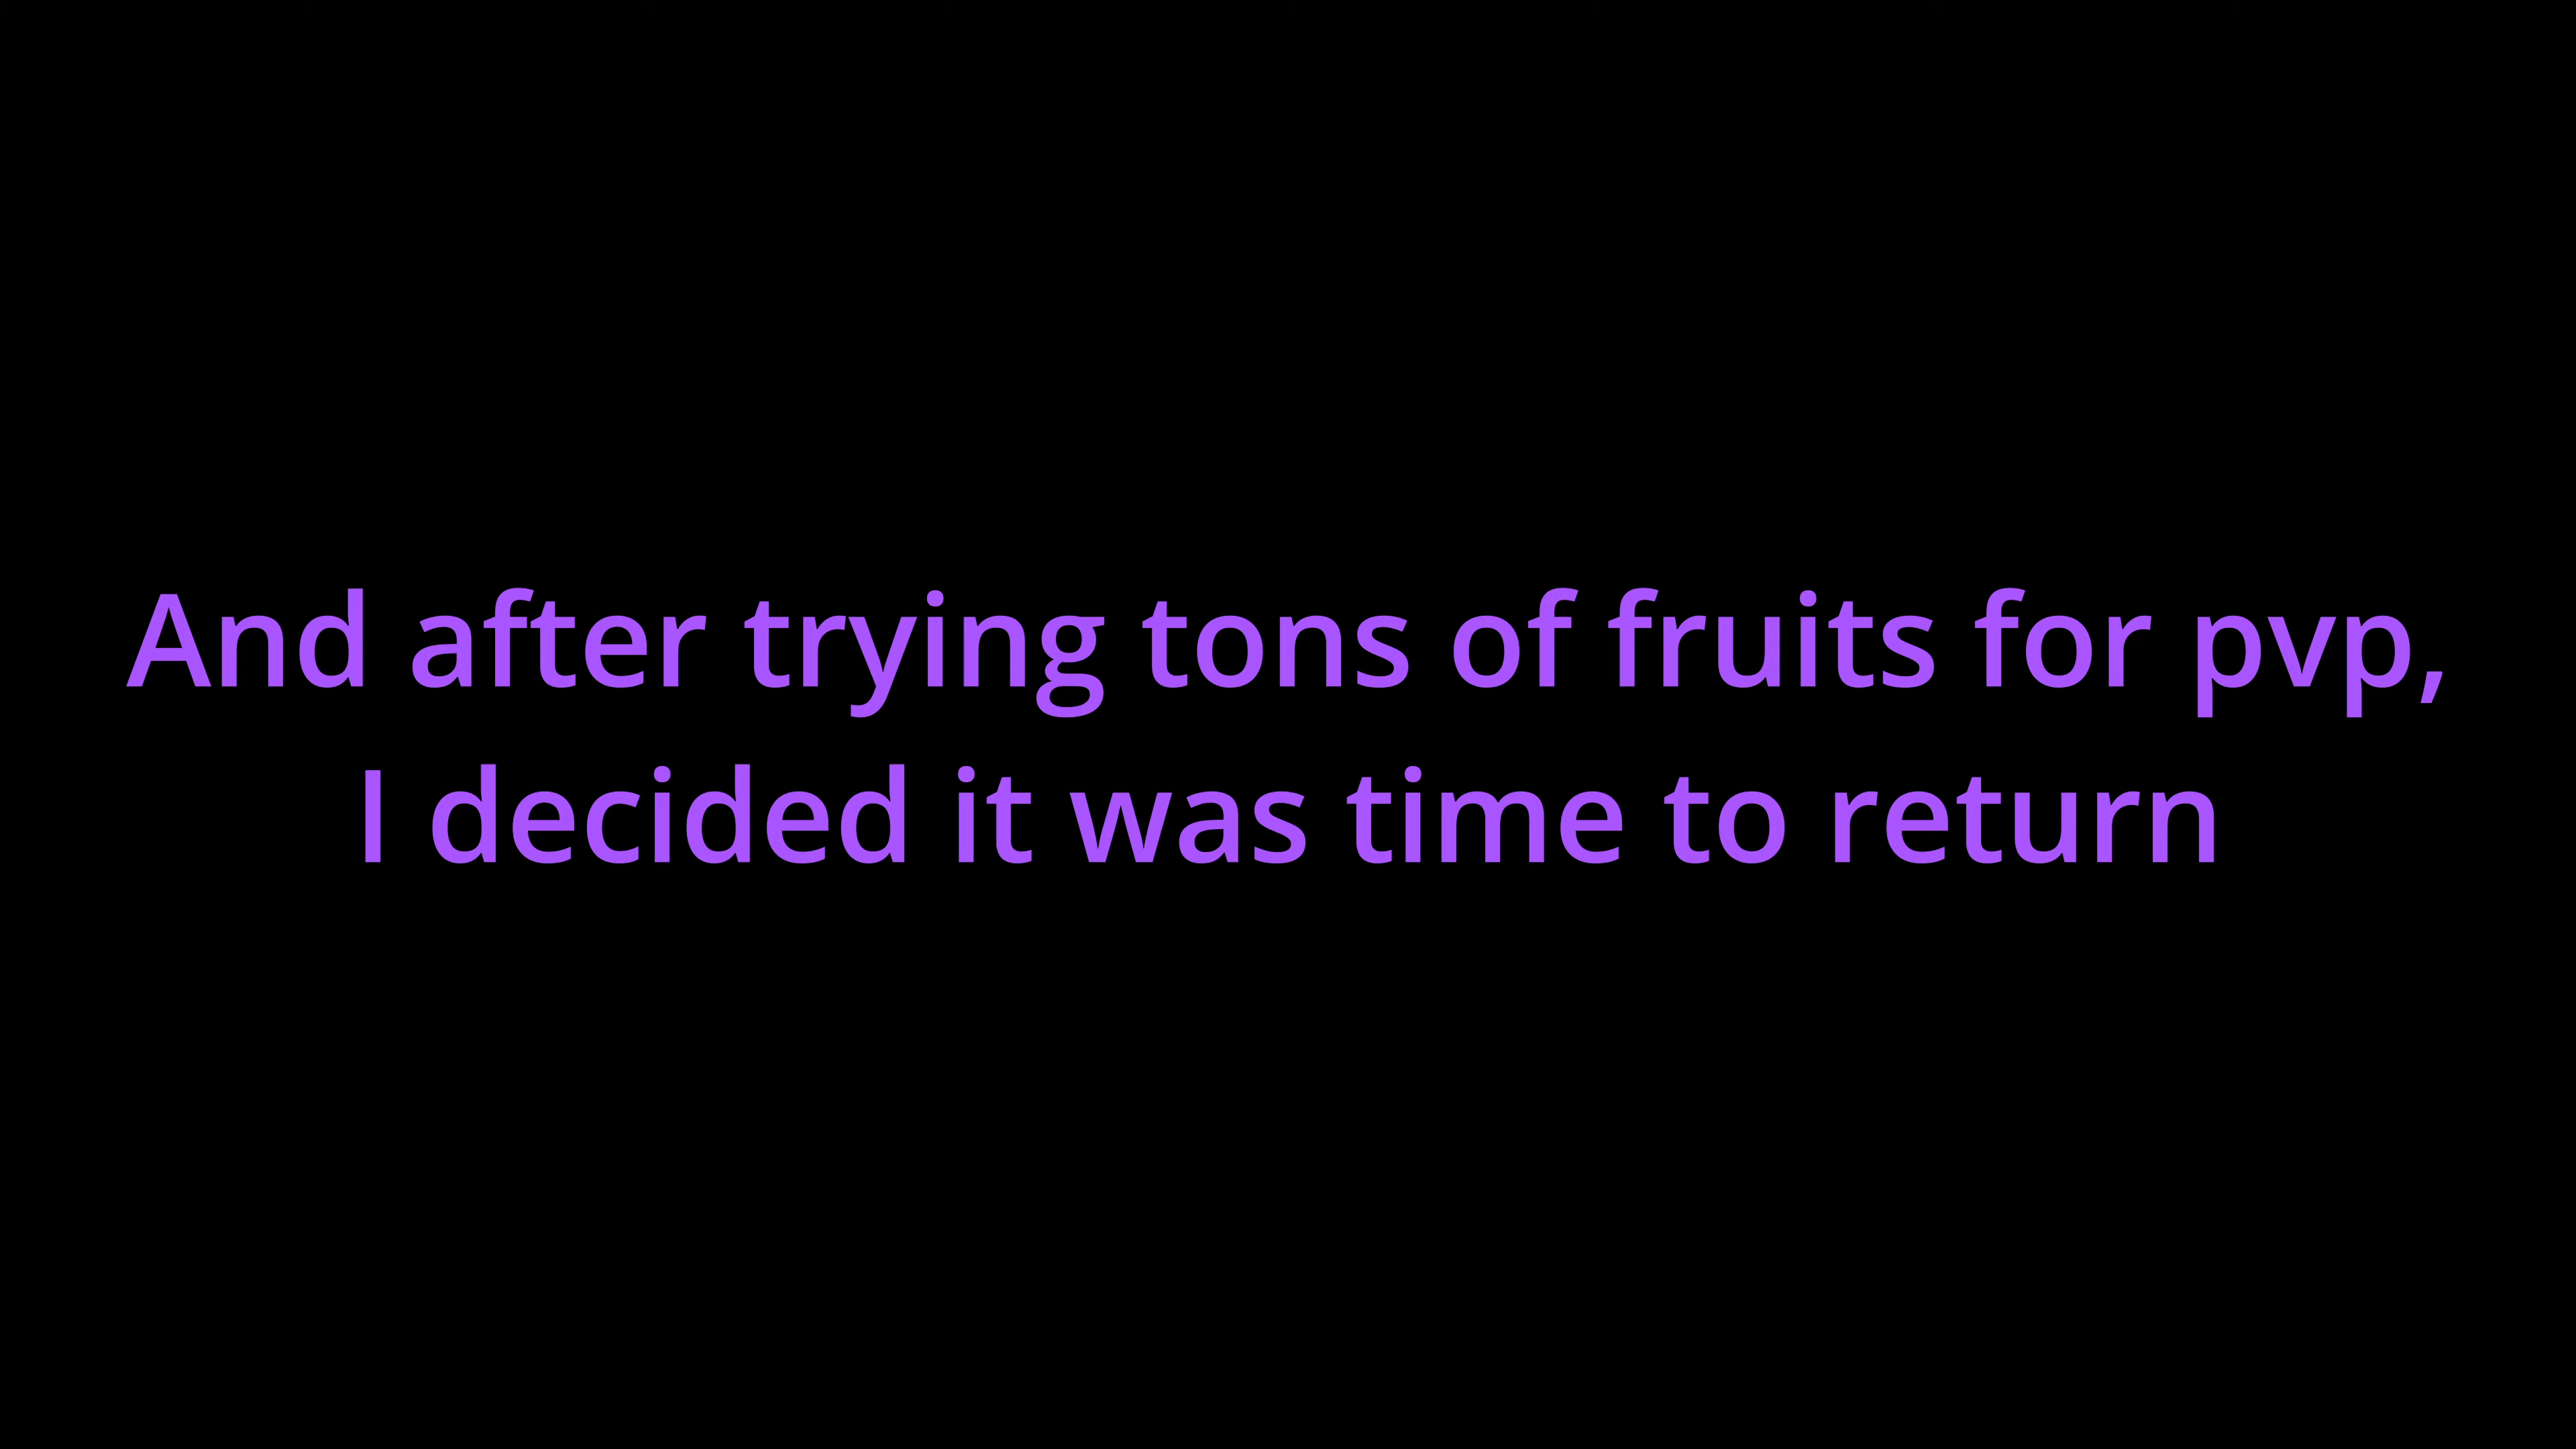 And after trying tons of fruits for pvp,
I decided it was time to return